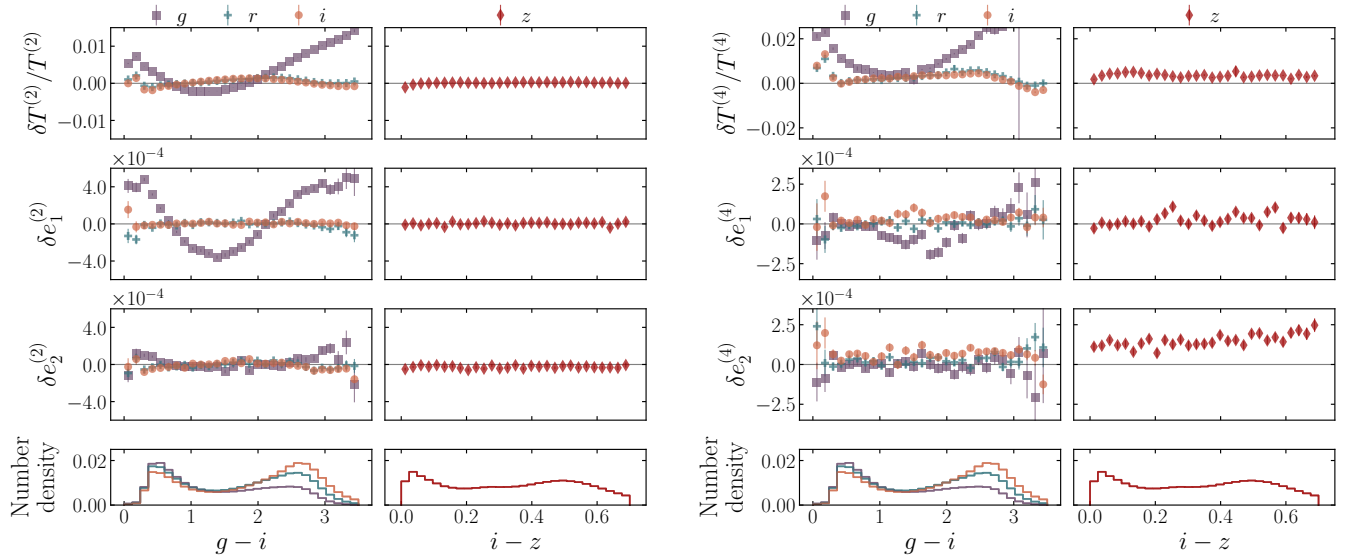 g r i z g r i z
δT^(2)/T^(2) 0.01 0.00 −0.01 δT^(4)/T^(4) 0.02 0.00 −0.02
×10^−4 ×10^−4
δe_1^(2) 4.0 0.0 −4.0 δe_1^(4) 2.5 0.0 −2.5
×10^−4 ×10^−4
δe_2^(2) 4.0 0.0 −4.0 δe_2^(4) 2.5 0.0 −2.5
Number density 0.02 0.00 Number density 0.02 0.00
0 1 2 3 0.0 0.2 0.4 0.6 0 1 2 3 0.0 0.2 0.4 0.6
g − i i − z g − i i − z